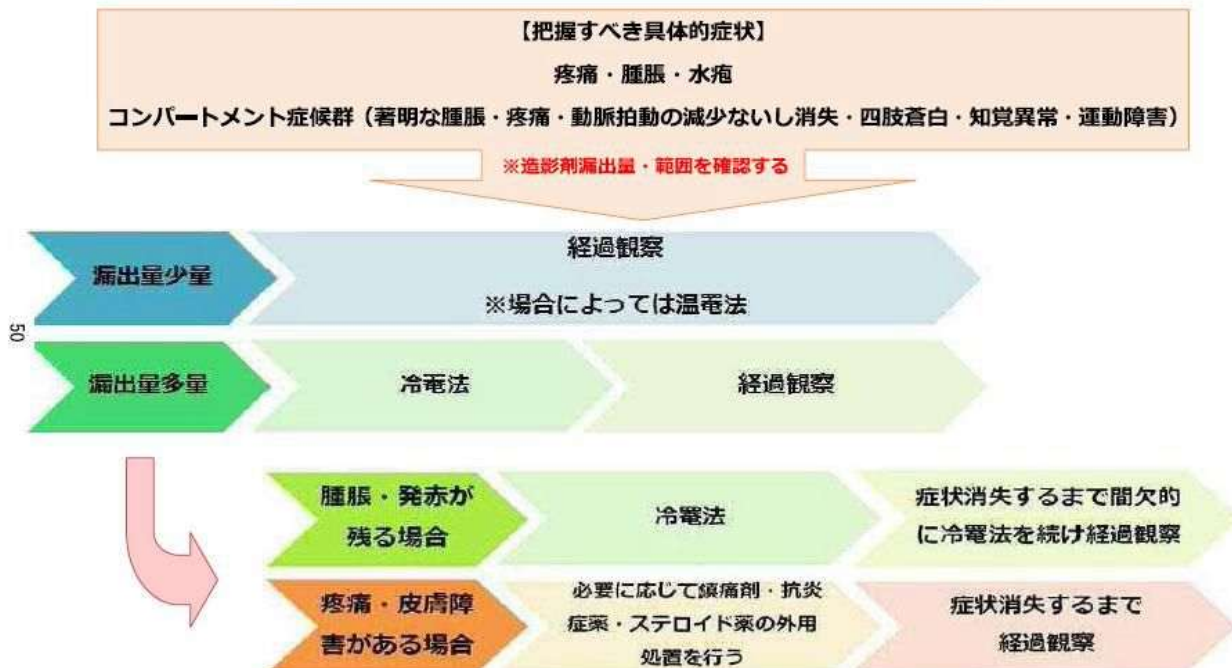 【把握すべき具体的症状】
疼痛・腫脹・水疱
コンパートメント症候群（著明な腫脹・疼痛・動脈拍動の減少ないし消失・四肢蒼白・知覚異常・運動障害）
※造影剤漏出量・範囲を確認する
漏出量少量
経過観察
※場合によっては温罨法
50
漏出量多量
冷罨法
経過観察
腫脹・発赤が
残る場合
冷罨法
症状消失するまで間欠的
に冷罨法を続け経過観察
疼痛・皮膚障
害がある場合
必要に応じて鎮痛剤・抗炎
症薬・ステロイド薬の外用
処置を行う
症状消失するまで
経過観察